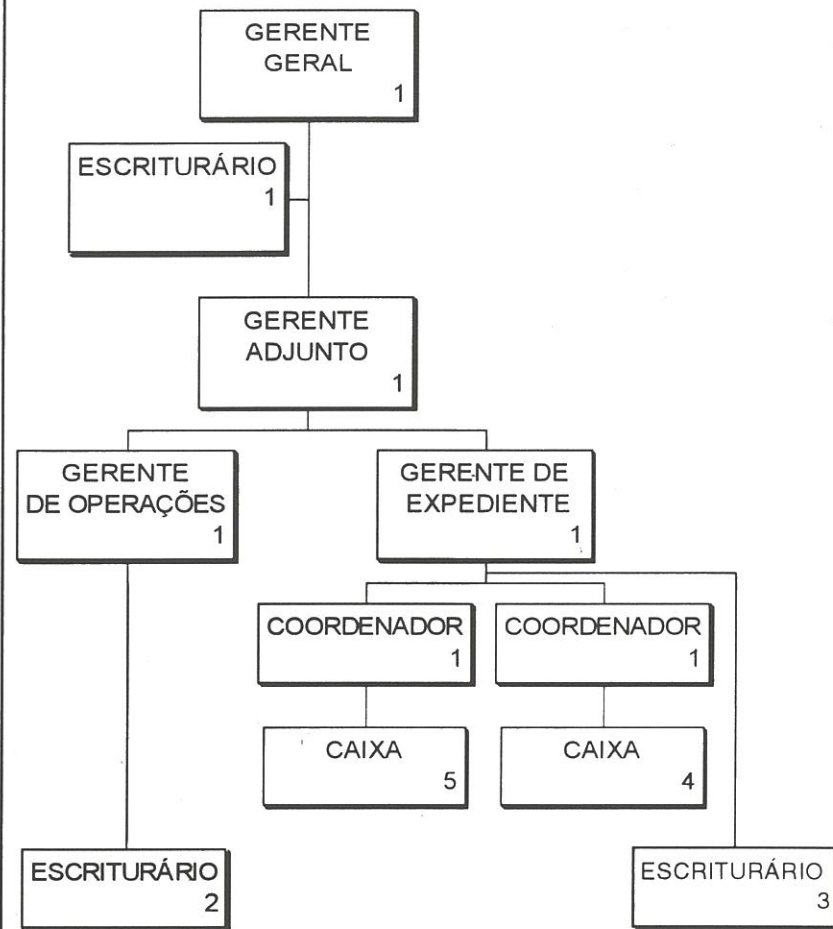 GERENTE
GERAL
1
ESCRITURÁRIO
1
GERENTE
ADJUNTO
1
GERENTE
DE OPERAÇÕES
1
GERENTE DE
EXPEDIENTE
1
COORDENADOR
1
COORDENADOR
1
CAIXA
5
CAIXA
4
ESCRITURÁRIO
2
ESCRITURÁRIO
3